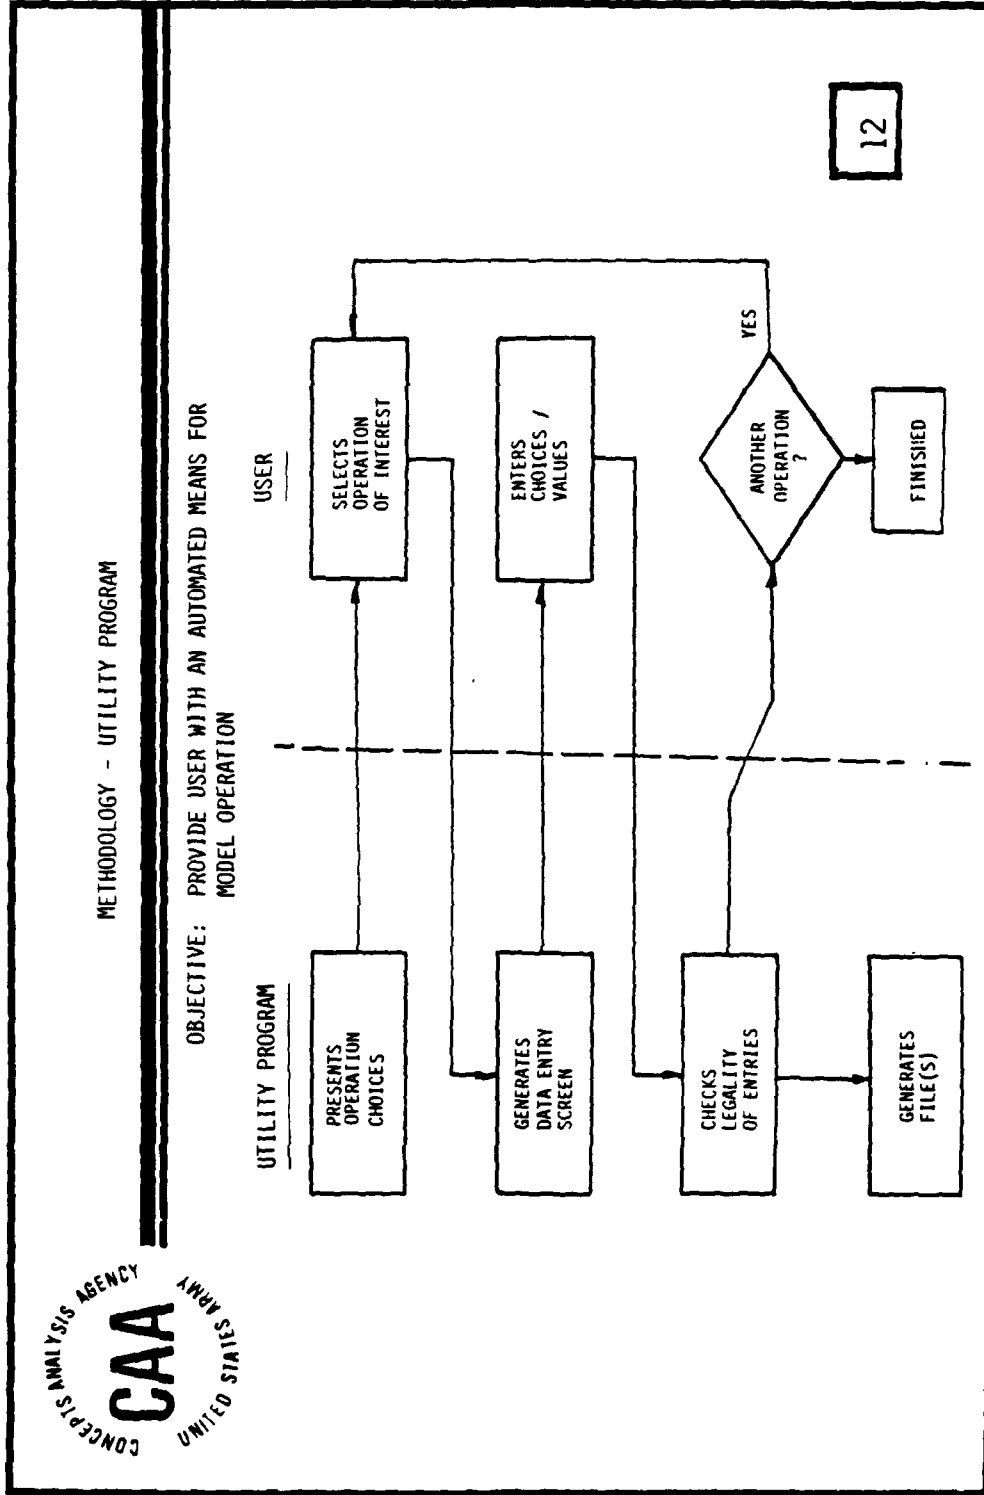 CONCEPTS ANALYSIS AGENCY
CAA
UNITED STATES ARMY
METHODOLOGY - UTILITY PROGRAM
OBJECTIVE: PROVIDE USER WITH AN AUTOMATED MEANS FOR
MODEL OPERATION
UTILITY PROGRAM
USER
PRESENTS
OPERATION
CHOICES
SELECTS
OPERATION
OF INTEREST
GENERATES
DATA ENTRY
SCREEN
ENTERS
CHOICES /
VALUES
CHECKS
LEGALITY
OF ENTRIES
ANOTHER
OPERATION
?
YES
GENERATES
FILE(S)
FINISHED
12